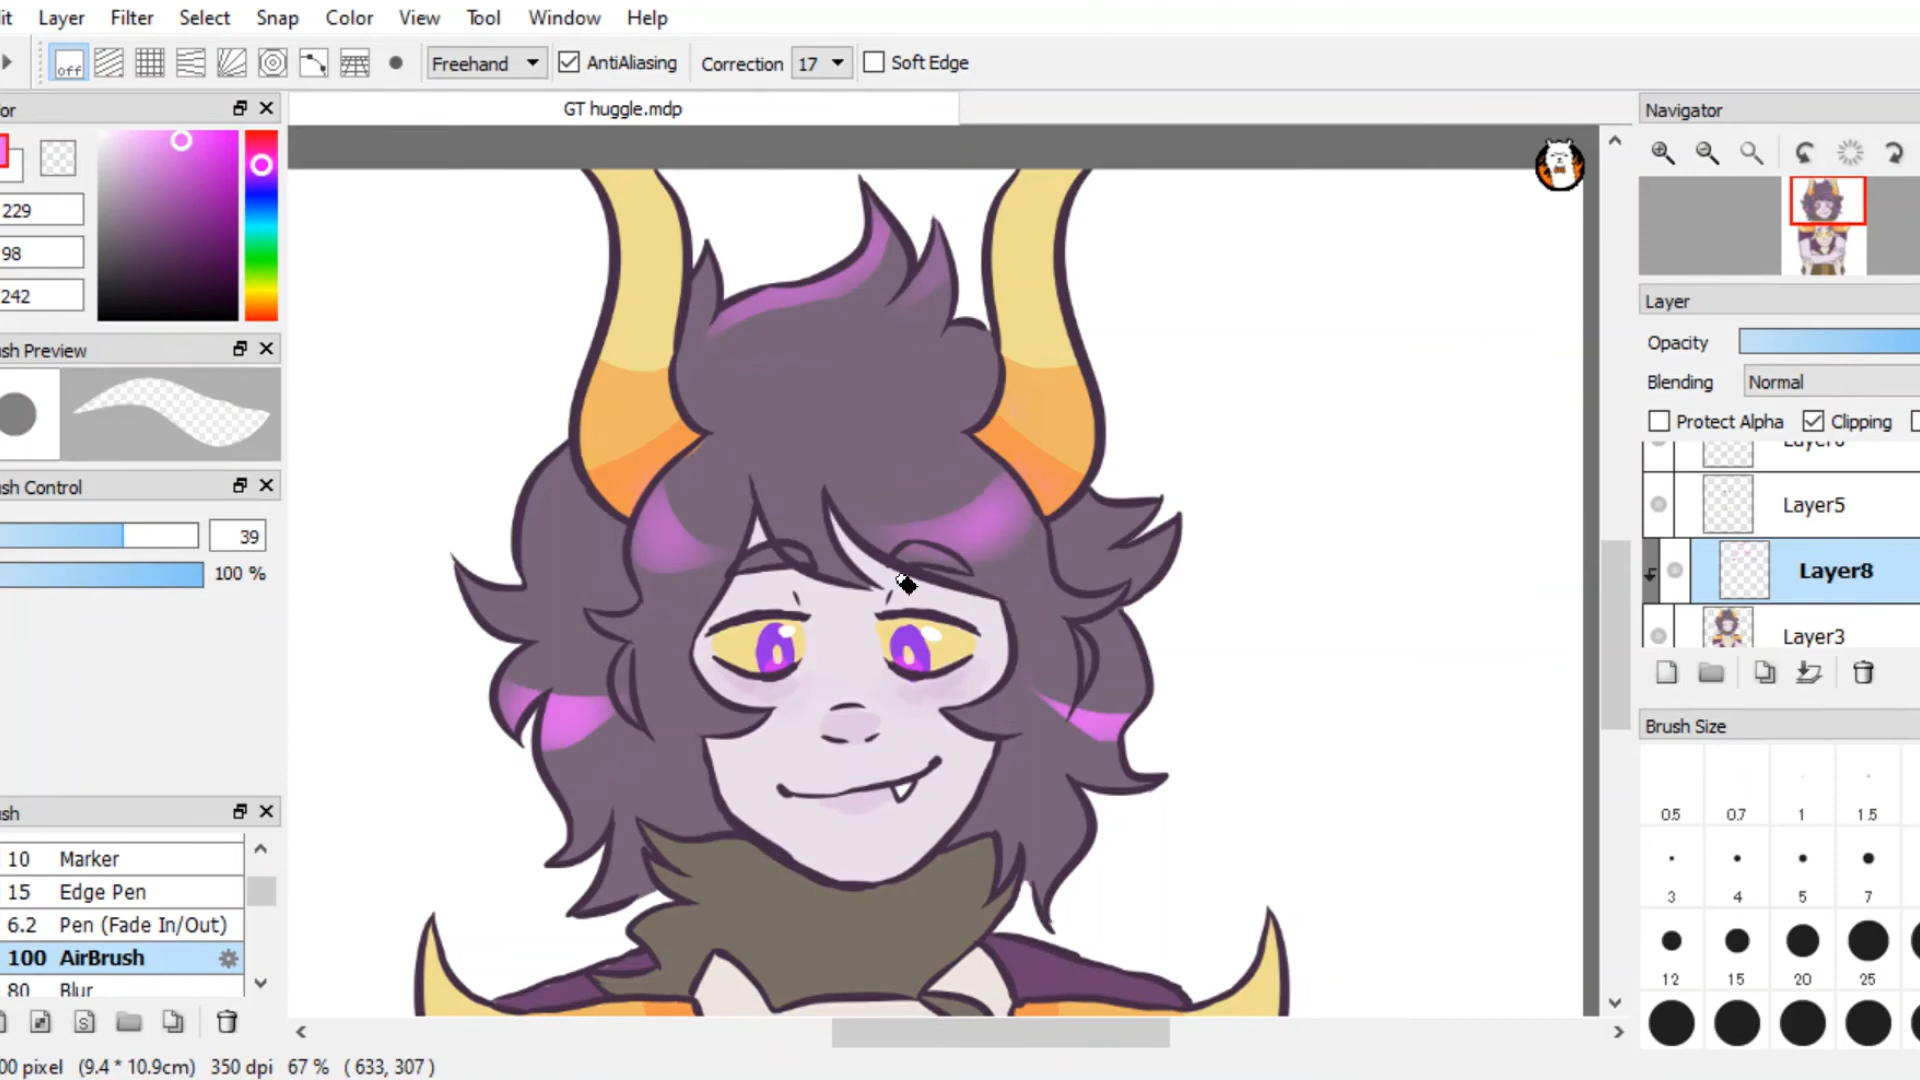 it Layer Filter Select Snap Color View Tool Window Help
off Freehand AntiAliasing Correction 17 Soft Edge
or
GT huggle.mdp
Navigator
229
98
242
Layer
Opacity
Blending Normal
Protect Alpha Clipping
ush Preview
Layer5
Layer8
Layer3
ush Control
39
100 %
Brush Size
0.5 0.7 1 1.5
3 4 5 7
12 15 20 25
ush
10 Marker
15 Edge Pen
6.2 Pen (Fade In/Out)
100 AirBrush
80 Blur
S
00 pixel (9.4 * 10.9cm) 350 dpi 67 % ( 633, 307 )